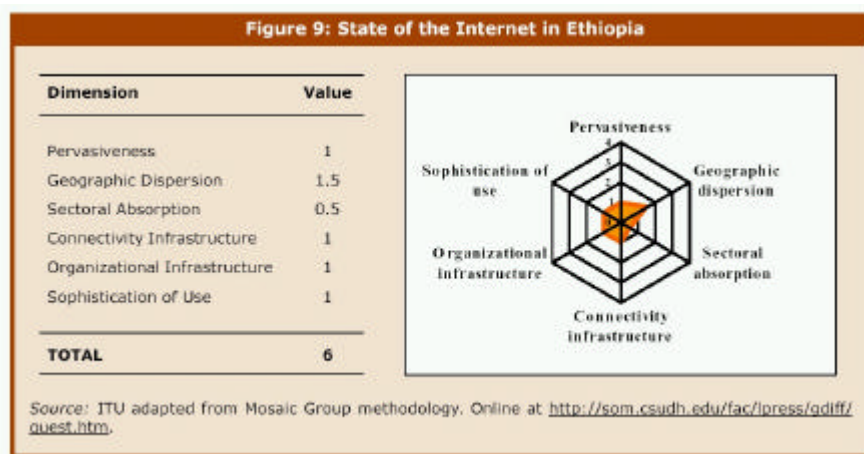 Figure 9: State of the Internet in Ethiopia
Dimension Value
Pervasiveness 1
Geographic Dispersion 1.5
Sectoral Absorption 0.5
Connectivity Infrastructure 1
Organizational Infrastructure 1
Sophistication of Use 1
TOTAL 6
Pervasiveness
4
3
2
1
Sophistication of
use
Geographic
dispersion
Organizational
infrastructure
Sectoral
absorption
Connectivity
infrastructure
Source: ITU adapted from Mosaic Group methodology. Online at http://som.csudh.edu/fac/lpress/gdiff/
quest.htm.